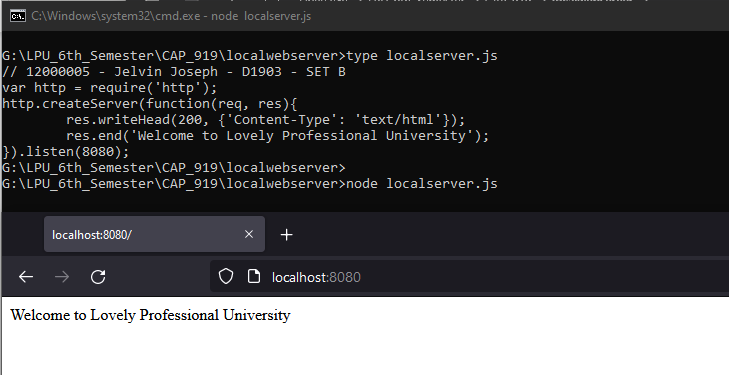 C:\Windows\system32\cmd.exe - node  localserver.js
G:\LPU_6th_Semester\CAP_919\localwebserver>type localserver.js
// 12000005 - Jelvin Joseph - D1903 - SET B
var http = require('http');
http.createServer(function(req, res){
        res.writeHead(200, {'Content-Type': 'text/html'});
        res.end('Welcome to Lovely Professional University');
}).listen(8080);
G:\LPU_6th_Semester\CAP_919\localwebserver>
G:\LPU_6th_Semester\CAP_919\localwebserver>node localserver.js
localhost:8080/
localhost:8080
Welcome to Lovely Professional University